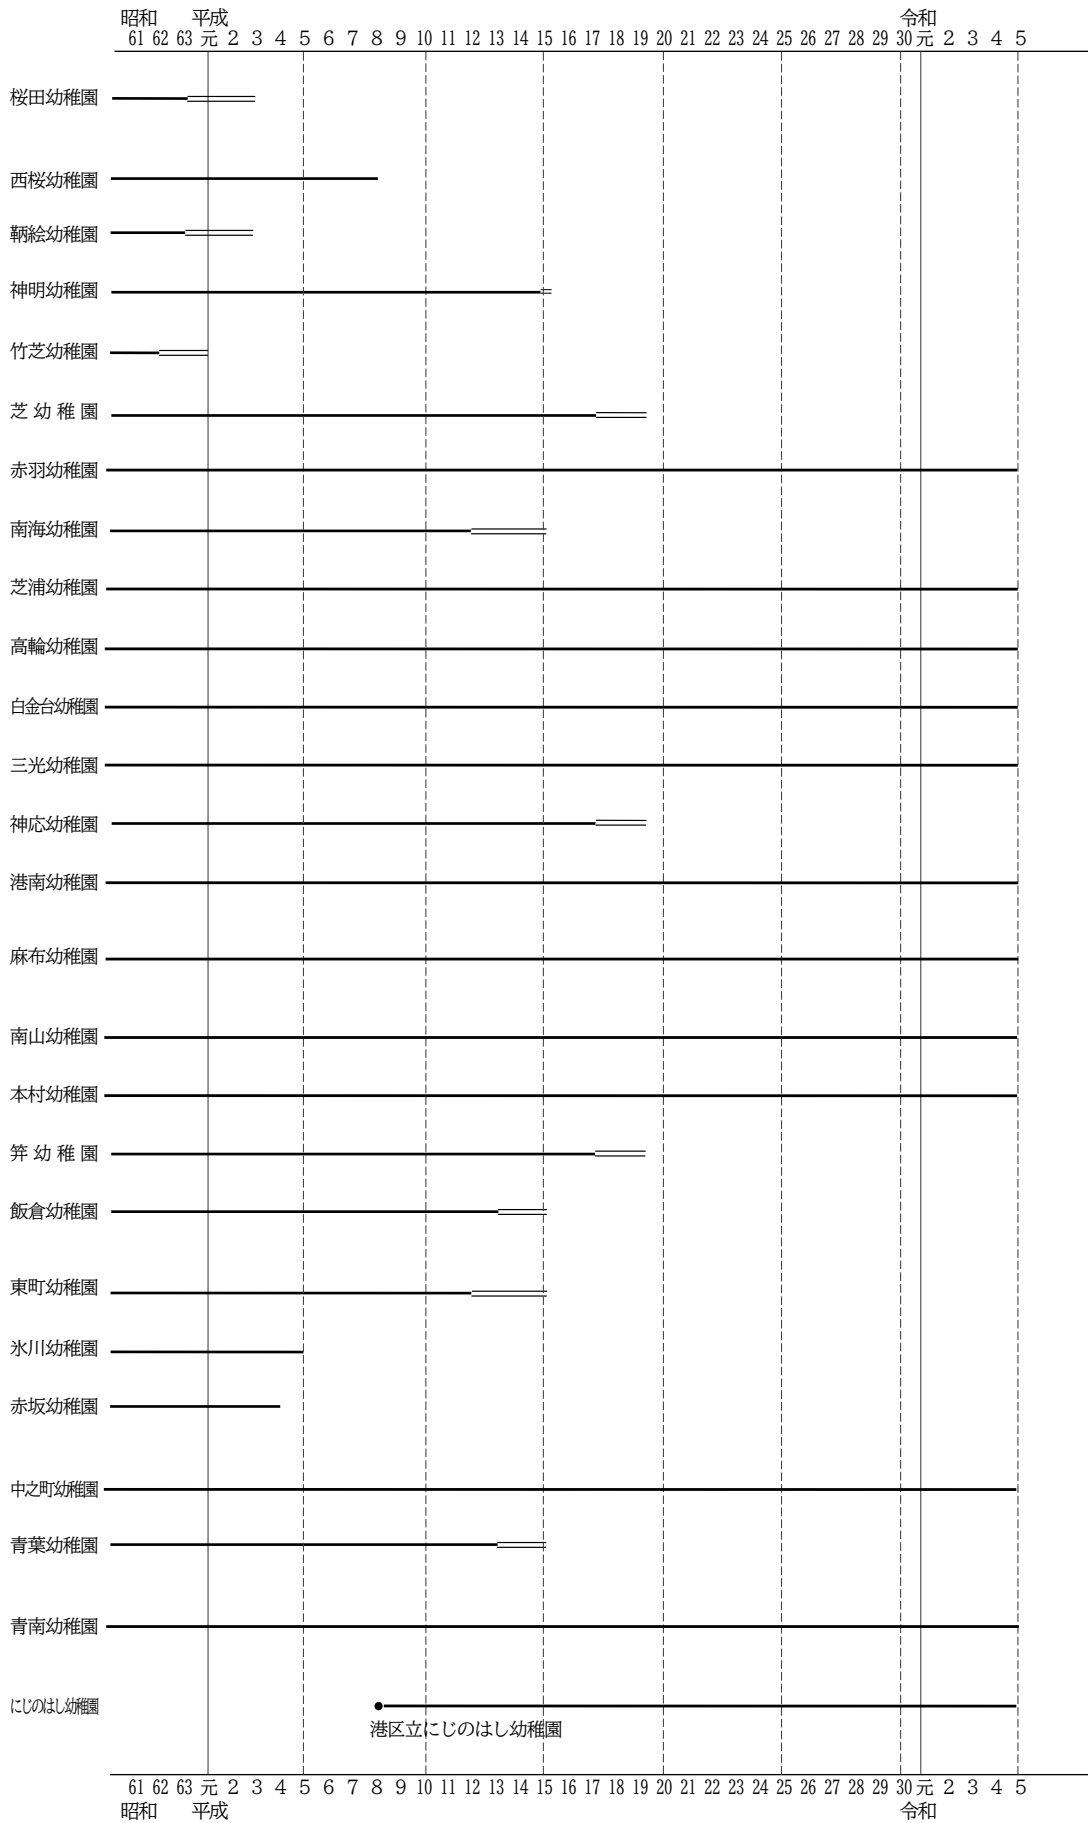 昭和 平成 令和
61 62 63 元 2 3 4 5 6 7 8 9 10 11 12 13 14 15 16 17 18 19 20 21 22 23 24 25 26 27 28 29 30 元 2 3 4 5
桜田幼稚園
西桜幼稚園
鞆絵幼稚園
神明幼稚園
竹芝幼稚園
芝幼稚園
赤羽幼稚園
南海幼稚園
芝浦幼稚園
高輪幼稚園
白金台幼稚園
三光幼稚園
神応幼稚園
港南幼稚園
麻布幼稚園
南山幼稚園
本村幼稚園
笄幼稚園
飯倉幼稚園
東町幼稚園
氷川幼稚園
赤坂幼稚園
中之町幼稚園
青葉幼稚園
青南幼稚園
にじのはし幼稚園
港区立にじのはし幼稚園
61 62 63 元 2 3 4 5 6 7 8 9 10 11 12 13 14 15 16 17 18 19 20 21 22 23 24 25 26 27 28 29 30 元 2 3 4 5
昭和 平成 令和